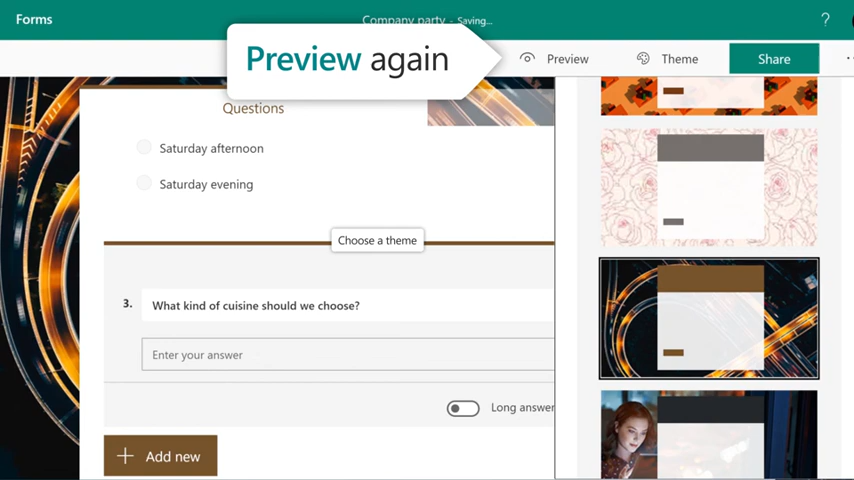 Forms
Company party - Saving...
?
Preview again
Preview
Theme
Share
Questions
Saturday afternoon
Saturday evening
Choose a theme
3. What kind of cuisine should we choose?
Enter your answer
Long answer
Add new